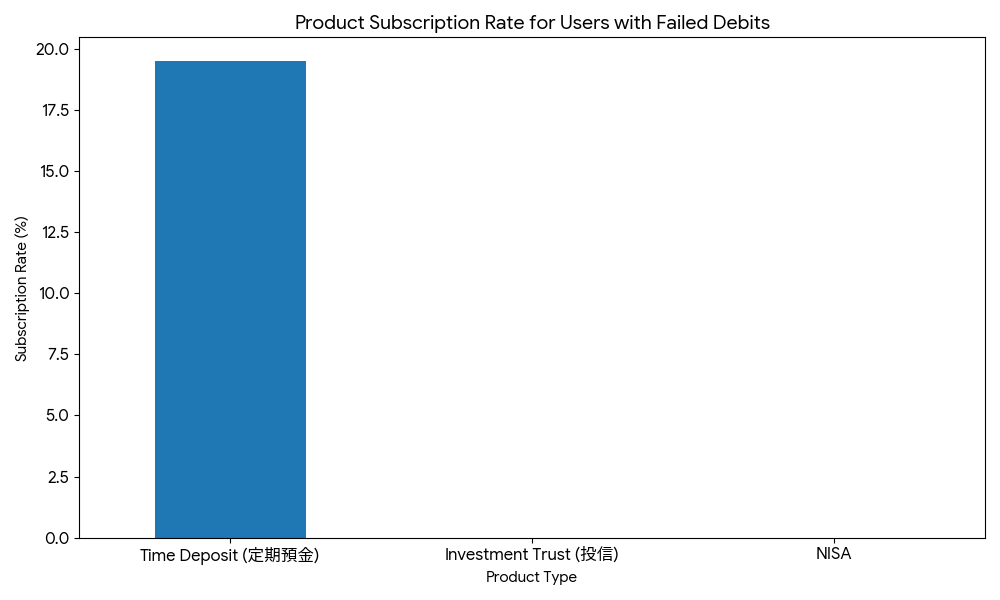 Product Subscription Rate for Users with Failed Debits
20.0
17.5
15.0
12.5
10.0
7.5
5.0
2.5
0.0
Subscription Rate (%)
Time Deposit (定期預金) Investment Trust (投信) NISA
Product Type